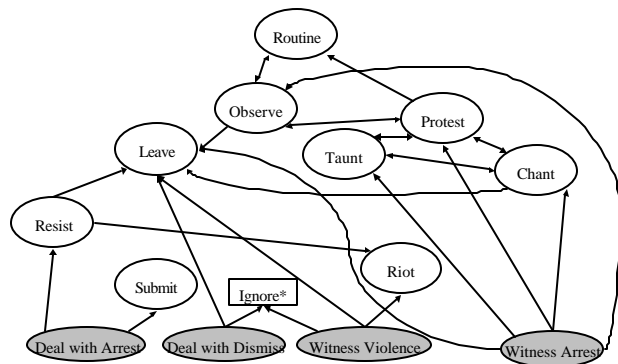 Routine
Observe
Protest
Leave
Taunt
Chant
Resist
Riot
Submit
Ignore*
Deal with Arrest
Deal with Dismiss
Witness Violence
Witness Arrest